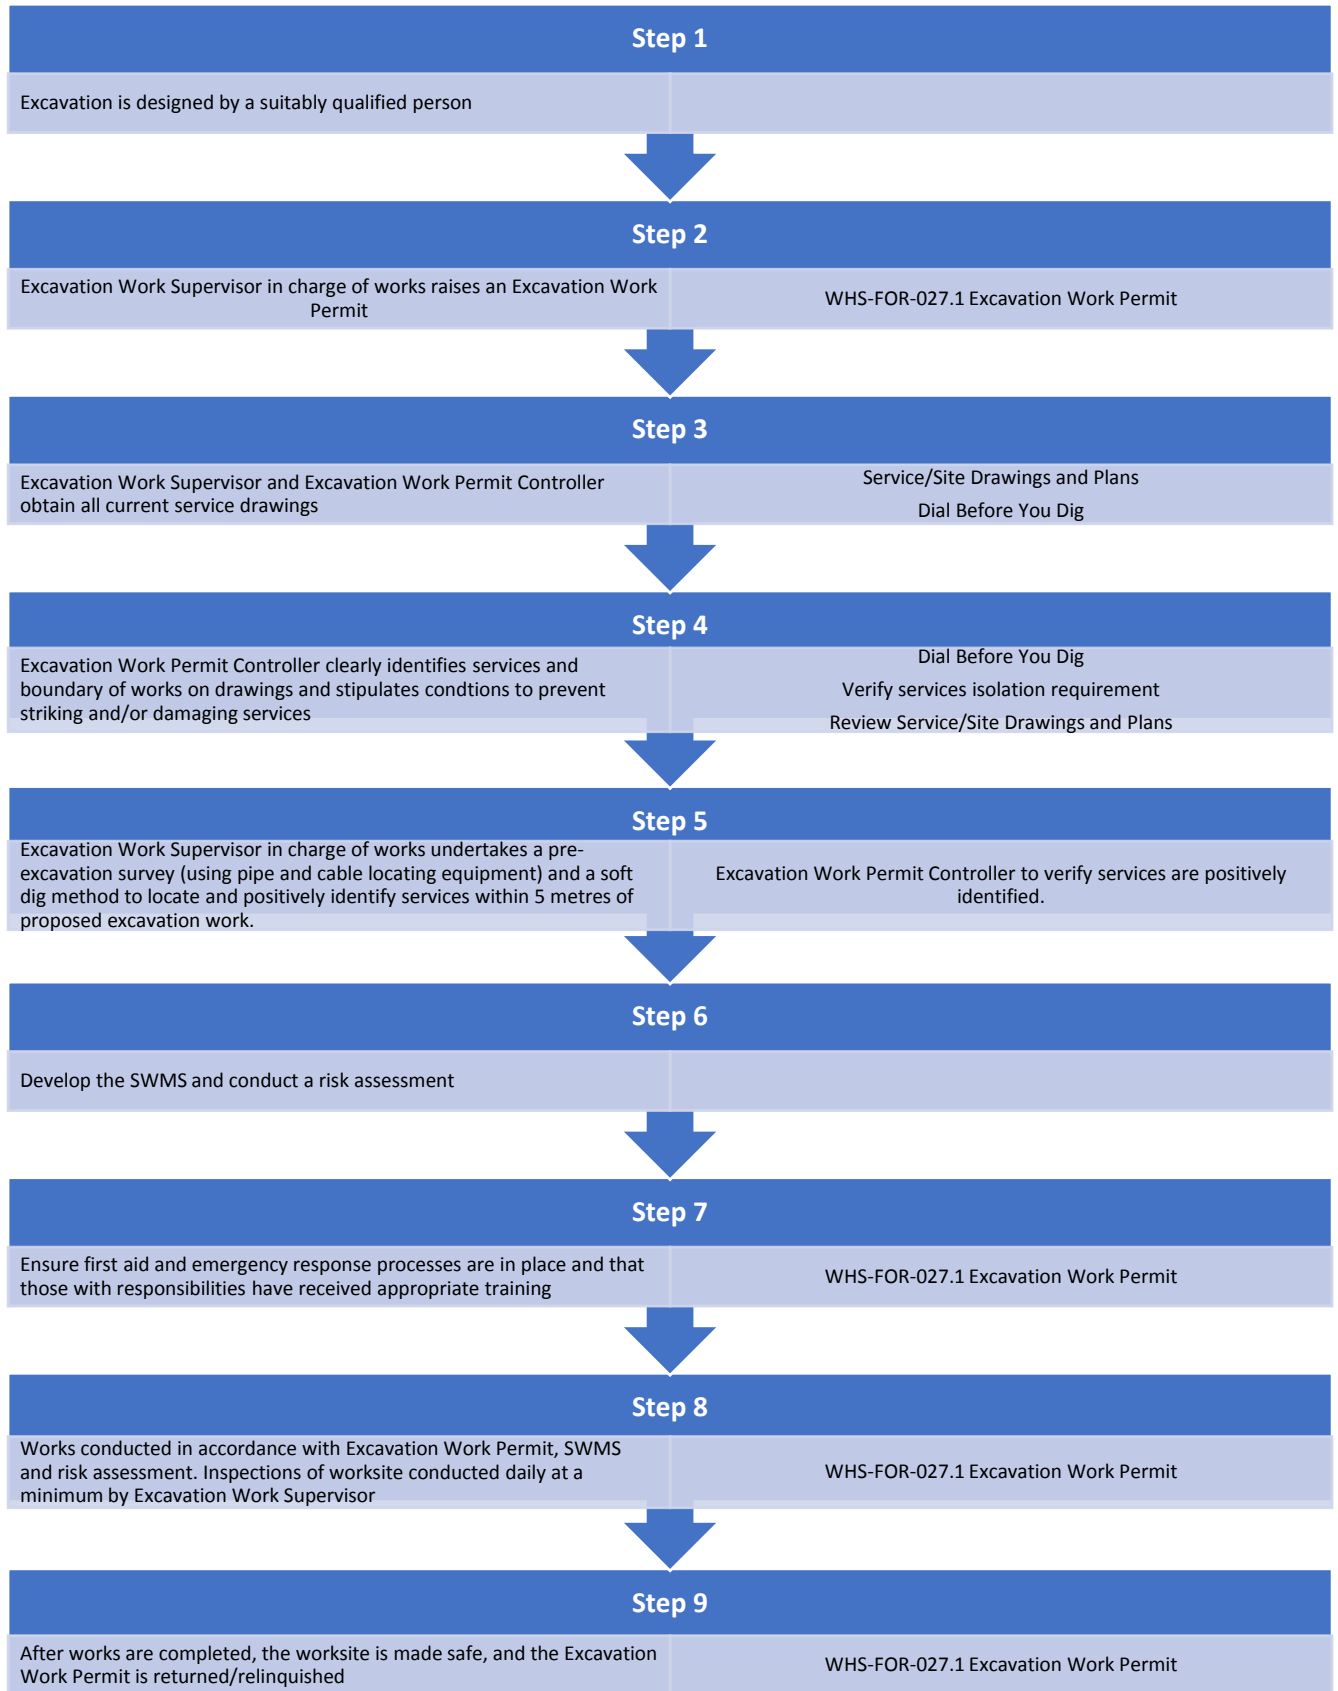 Step 1
Excavation is designed by a suitably qualified person
Step 2
Excavation Work Supervisor in charge of works raises an Excavation Work
Permit
WHS-FOR-027.1 Excavation Work Permit
Step 3
Excavation Work Supervisor and Excavation Work Permit Controller
obtain all current service drawings
Service/Site Drawings and Plans
Dial Before You Dig
Step 4
Excavation Work Permit Controller clearly identifies services and
boundary of works on drawings and stipulates condtions to prevent
striking and/or damaging services
Dial Before You Dig
Verify services isolation requirement
Review Service/Site Drawings and Plans
Step 5
Excavation Work Supervisor in charge of works undertakes a pre-
excavation survey (using pipe and cable locating equipment) and a soft
dig method to locate and positively identify services within 5 metres of
proposed excavation work.
Excavation Work Permit Controller to verify services are positively
identified.
Step 6
Develop the SWMS and conduct a risk assessment
Step 7
Ensure first aid and emergency response processes are in place and that
those with responsibilities have received appropriate training
WHS-FOR-027.1 Excavation Work Permit
Step 8
Works conducted in accordance with Excavation Work Permit, SWMS
and risk assessment. Inspections of worksite conducted daily at a
minimum by Excavation Work Supervisor
WHS-FOR-027.1 Excavation Work Permit
Step 9
After works are completed, the worksite is made safe, and the Excavation
Work Permit is returned/relinquished
WHS-FOR-027.1 Excavation Work Permit